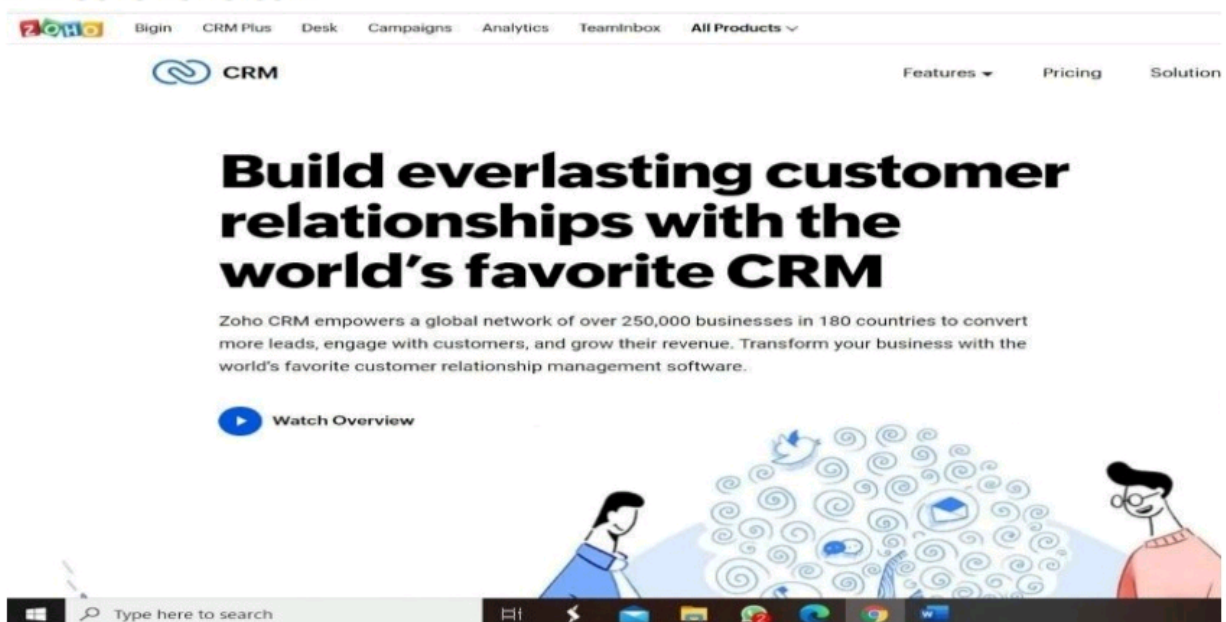 ZOHO Bigin CRM Plus Desk Campaigns Analytics TeamInbox All Products
CRM Features Pricing Solution
Build everlasting customer
relationships with the
world's favorite CRM
Zoho CRM empowers a global network of over 250,000 businesses in 180 countries to convert
more leads, engage with customers, and grow their revenue. Transform your business with the
world's favorite customer relationship management software.
Watch Overview
Type here to search